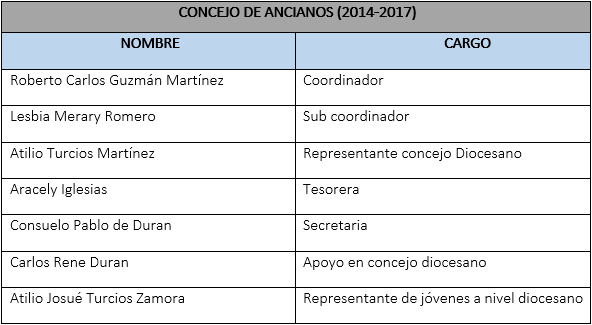 CONCEJO DE ANCIANOS (2014-2017)
NOMBRE CARGO
Roberto Carlos Guzmán Martínez Coordinador
Lesbia Merary Romero Sub coordinador
Atilio Turcios Martínez Representante concejo Diocesano
Aracely Iglesias Tesorera
Consuelo Pablo de Duran Secretaria
Carlos Rene Duran Apoyo en concejo diocesano
Atilio Josué Turcios Zamora Representante de jóvenes a nivel diocesano